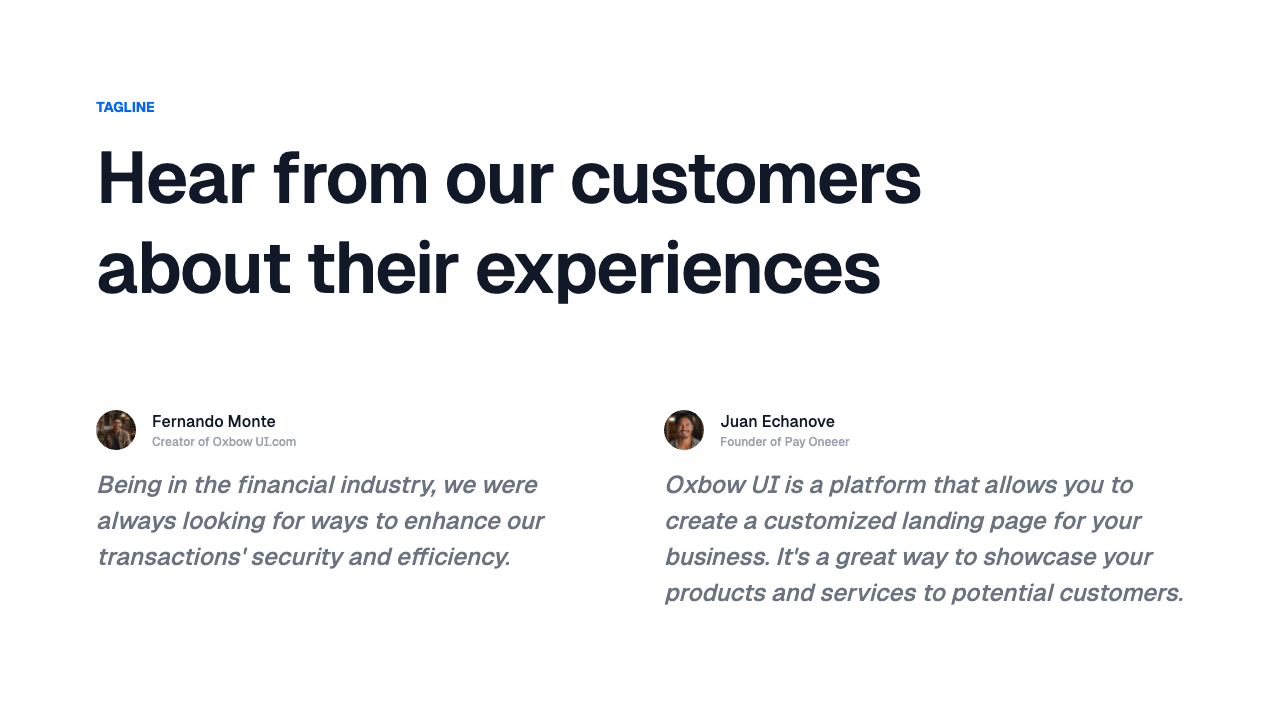 TAGLINE
Hear from our customers
about their experiences
Fernando Monte
Creator of Oxbow UI.com
Being in the financial industry, we were
always looking for ways to enhance our
transactions' security and efficiency.
Juan Echanove
Founder of Pay Oneeer
Oxbow UI is a platform that allows you to
create a customized landing page for your
business. It's a great way to showcase your
products and services to potential customers.